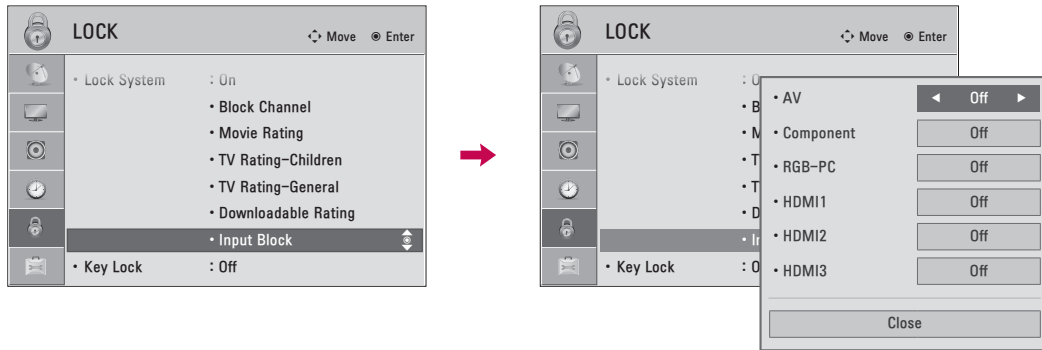 LOCK
Move Enter
• Lock System : On
• Block Channel
• Movie Rating
• TV Rating-Children
• TV Rating-General
• Downloadable Rating
• Input Block
• Key Lock : Off
LOCK
Move Enter
• Lock System
• AV ◀ Off ▶
• Component Off
• RGB-PC Off
• HDMI1 Off
• HDMI2 Off
• HDMI3 Off
• Key Lock
Close